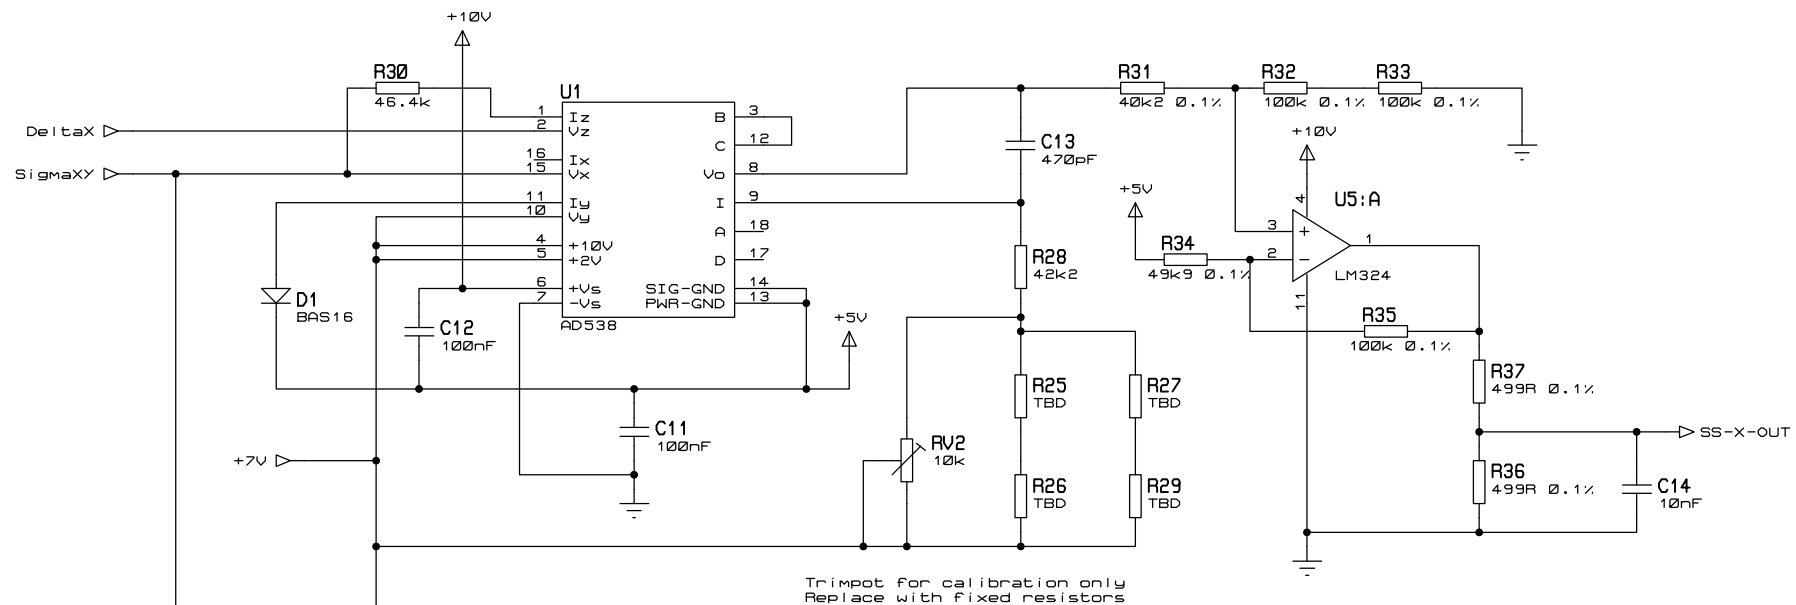 +10V
R30
46.4k
U1
DeltaX
SigmaXY
1
2
16
15
11
10
4
5
6
7
Iz
Vz
Ix
Vx
Iy
Vy
+10V
+2V
+Vs
-Vs
B
C
Vo
I
A
D
SIG-GND
PWR-GND
3
12
8
9
18
17
14
13
AD538
D1
BAS16
C12
100nF
+5V
C11
100nF
+7V
C13
470pF
R28
42k2
R25
TBD
R27
TBD
RV2
10k
R26
TBD
R29
TBD
Trimpot for calibration only
Replace with fixed resistors
R31
40k2 0.1%
R32
100k 0.1%
R33
100k 0.1%
+10V
+5V
4
U5:A
3
+
2
-
1
R34
49k9 0.1%
LM324
11
R35
100k 0.1%
R37
499R 0.1%
SS-X-OUT
R36
499R 0.1%
C14
10nF